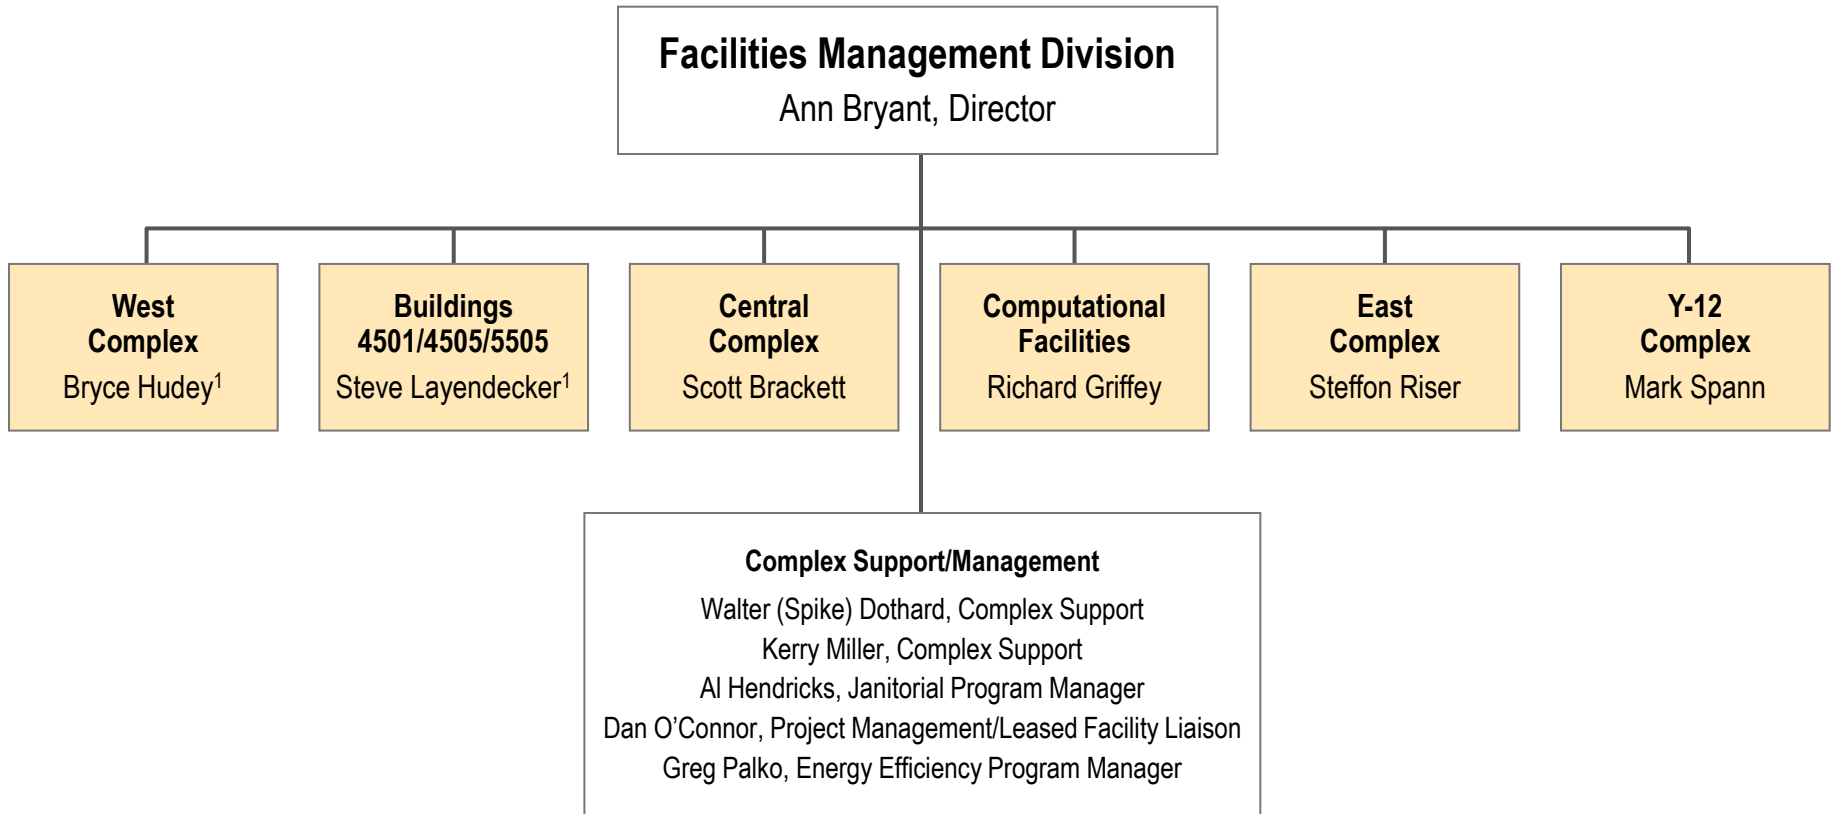 Facilities Management Division
Ann Bryant, Director
West
Complex
Bryce Hudey¹
Buildings
4501/4505/5505
Steve Layendecker¹
Central
Complex
Scott Brackett
Computational
Facilities
Richard Griffey
East
Complex
Steffon Riser
Y-12
Complex
Mark Spann
Complex Support/Management
Walter (Spike) Dothard, Complex Support
Kerry Miller, Complex Support
Al Hendricks, Janitorial Program Manager
Dan O’Connor, Project Management/Leased Facility Liaison
Greg Palko, Energy Efficiency Program Manager